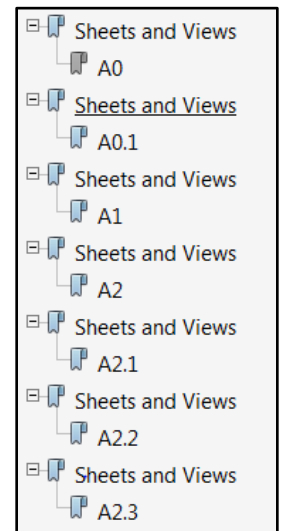 Sheets and Views
A0
Sheets and Views
A0.1
Sheets and Views
A1
Sheets and Views
A2
Sheets and Views
A2.1
Sheets and Views
A2.2
Sheets and Views
A2.3